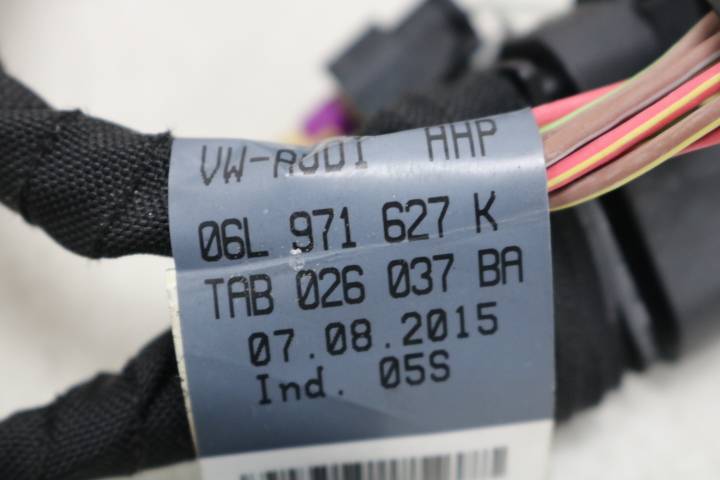 VW-AUDI AHP
06L 971 627 K
TAB 026 037 BA
07.08.2015
Ind. 05S